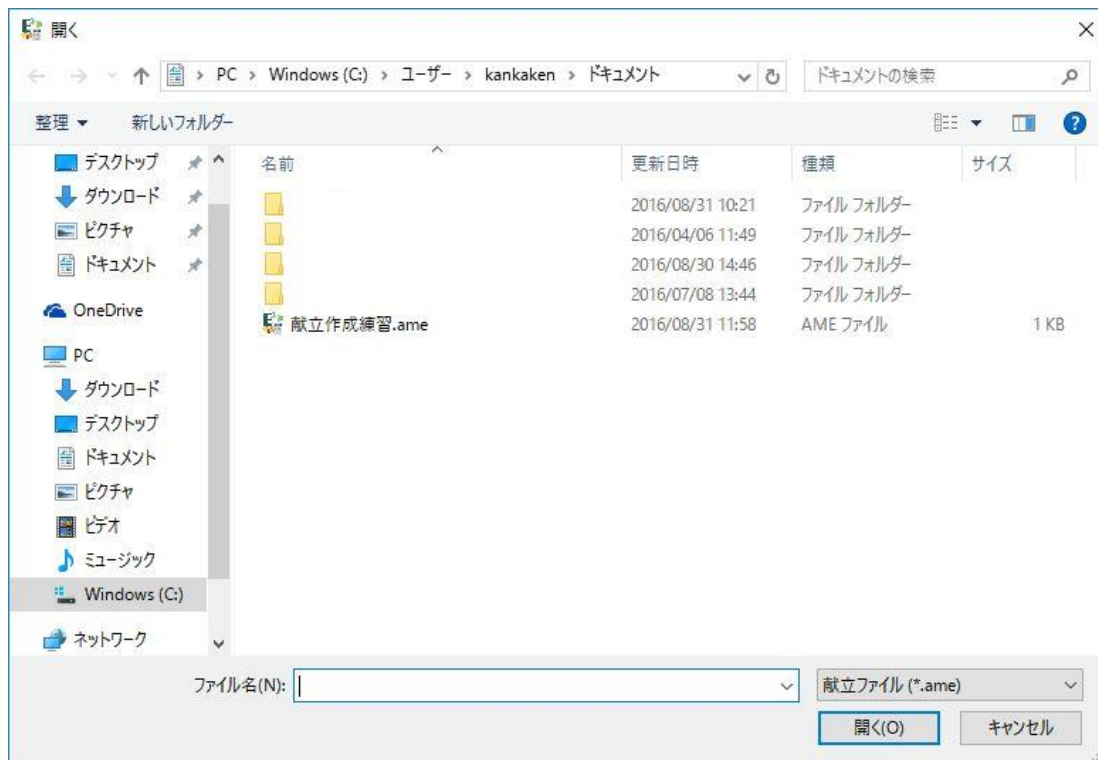 開く
PC › Windows (C:) › ユーザー › kankaken › ドキュメント ドキュメントの検索
整理 新しいフォルダー
名前 更新日時 種類 サイズ
デスクトップ
ダウンロード
ピクチャ
ドキュメント
OneDrive
PC
ダウンロード
デスクトップ
ドキュメント
ピクチャ
ビデオ
ミュージック
Windows (C:)
ネットワーク
2016/08/31 10:21 ファイル フォルダー
2016/04/06 11:49 ファイル フォルダー
2016/08/30 14:46 ファイル フォルダー
2016/07/08 13:44 ファイル フォルダー
献立作成練習.ame 2016/08/31 11:58 AME ファイル 1 KB
ファイル名(N): 献立ファイル (*.ame)
開く(O) キャンセル